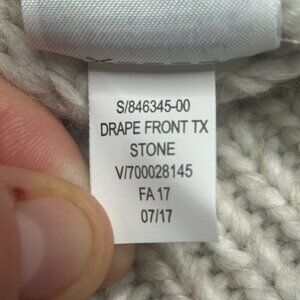 S/846345-00
DRAPE FRONT TX
STONE
V/700028145
FA 17
07/17